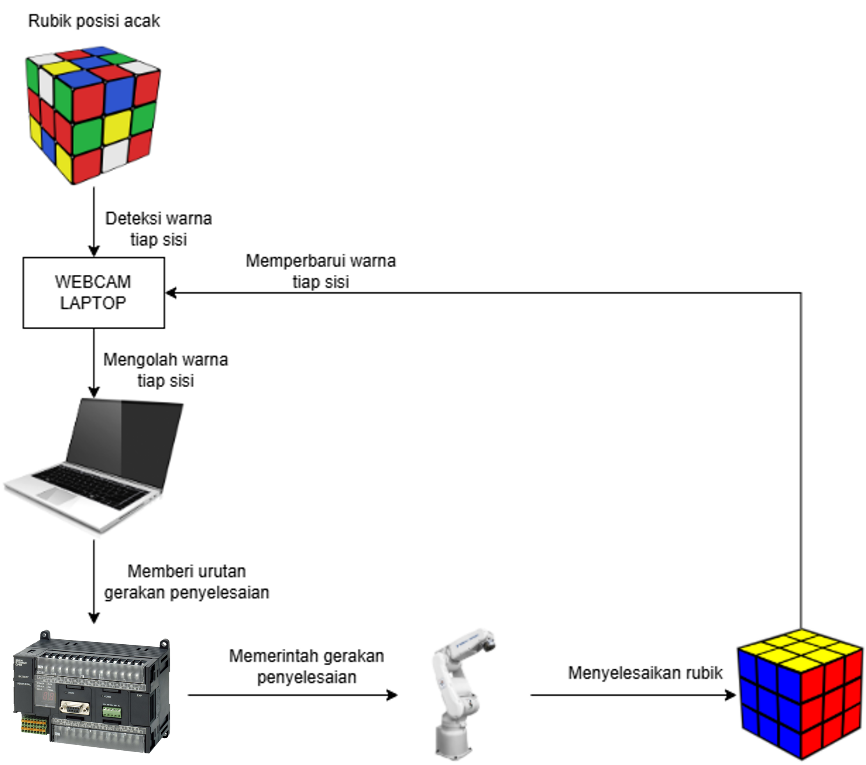 Rubik posisi acak
Deteksi warna
tiap sisi
Memperbarui warna
tiap sisi
WEBCAM
LAPTOP
Mengolah warna
tiap sisi
Memberi urutan
gerakan penyelesaian
Memerintah gerakan
penyelesaian
Menyelesaikan rubik